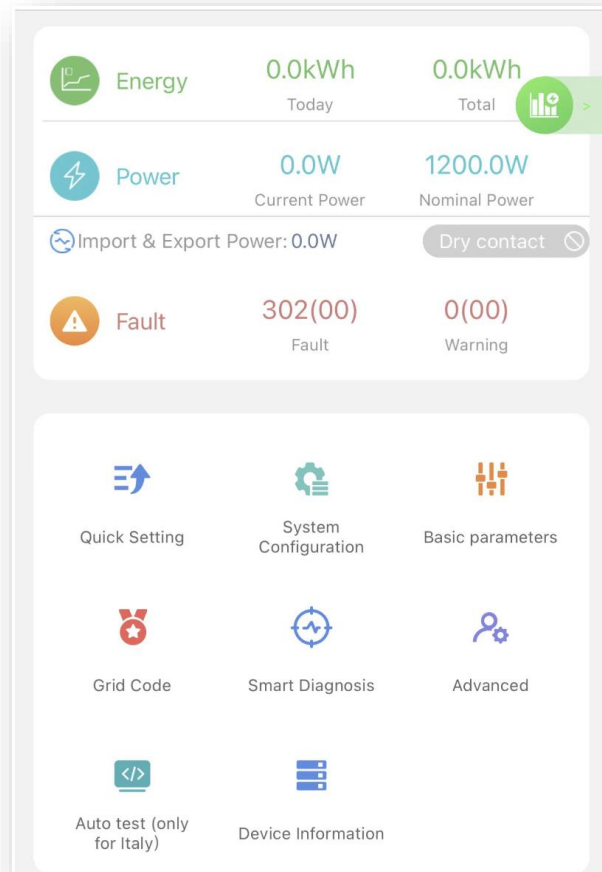 Energy 0.0kWh 0.0kWh
Today Total
>
Power 0.0W 1200.0W
Current Power Nominal Power
Import & Export Power: 0.0W Dry contact
Fault 302(00) 0(00)
Fault Warning
Quick Setting System Configuration Basic parameters
Grid Code Smart Diagnosis Advanced
</>
Auto test (only for Italy) Device Information